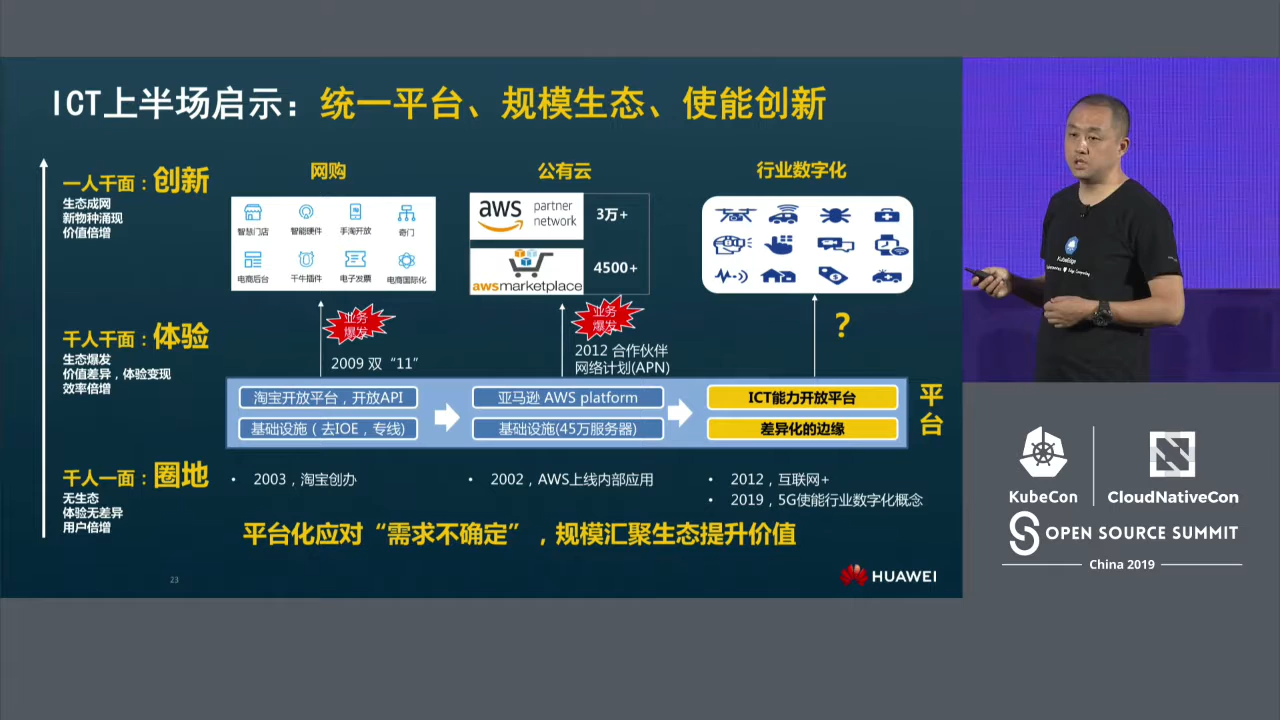 ICT上半场启示：统一平台、规模生态、使能创新
一人千面：创新
生态成网
新物种涌现
价值倍增
千人千面：体验
生态爆发
价值差异，体验变现
效率倍增
千人一面：圈地
无生态
体验无差异
用户倍增
网购
智慧门店
智能硬件
手淘开放
奇门
电商后台
千牛插件
电子发票
电商国际化
业务
爆发
2009 双“11”
公有云
aws partner
network
3万+
awsmarketplace
4500+
业务
爆发
2012 合作伙伴
网络计划(APN)
行业数字化
?
淘宝开放平台，开放API
基础设施（去IOE，专线)
亚马逊 AWS platform
基础设施(45万服务器)
ICT能力开放平台
差异化的边缘
平
台
• 2003，淘宝创办
• 2002，AWS上线内部应用
• 2012，互联网+
• 2019，5G使能行业数字化概念
平台化应对“需求不确定”，规模汇聚生态提升价值
23
HUAWEI
KubeEdge
KubeCon
CloudNativeCon
OPEN SOURCE SUMMIT
China 2019